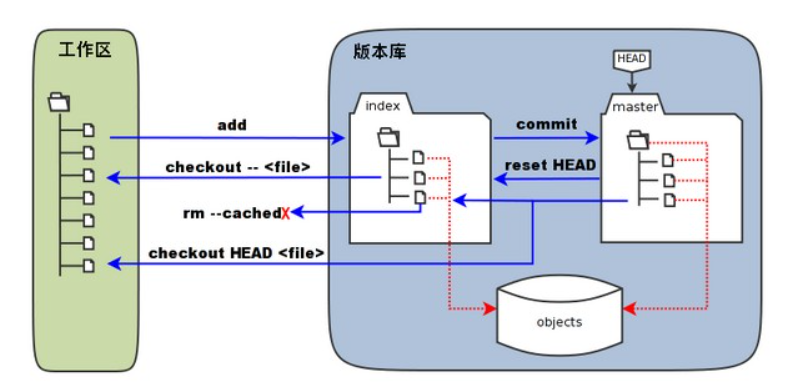 工作区
版本库
HEAD
index
master
add
commit
checkout -- <file>
reset HEAD
rm --cachedX
checkout HEAD <file>
objects